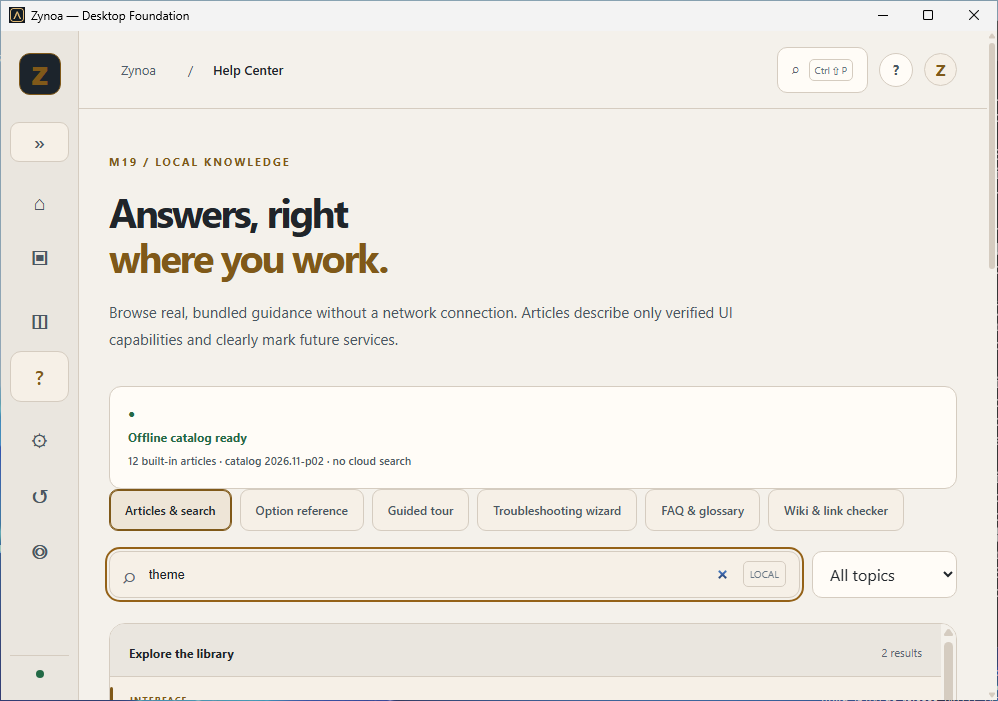 Zynoa — Desktop Foundation
Z
Zynoa / Help Center
Ctrl ⇧ P
?
Z
»
?
M19 / LOCAL KNOWLEDGE
Answers, right
where you work.
Browse real, bundled guidance without a network connection. Articles describe only verified UI
capabilities and clearly mark future services.
Offline catalog ready
12 built-in articles · catalog 2026.11-p02 · no cloud search
Articles & search
Option reference
Guided tour
Troubleshooting wizard
FAQ & glossary
Wiki & link checker
theme
LOCAL
All topics
Explore the library
2 results
INTERFACE